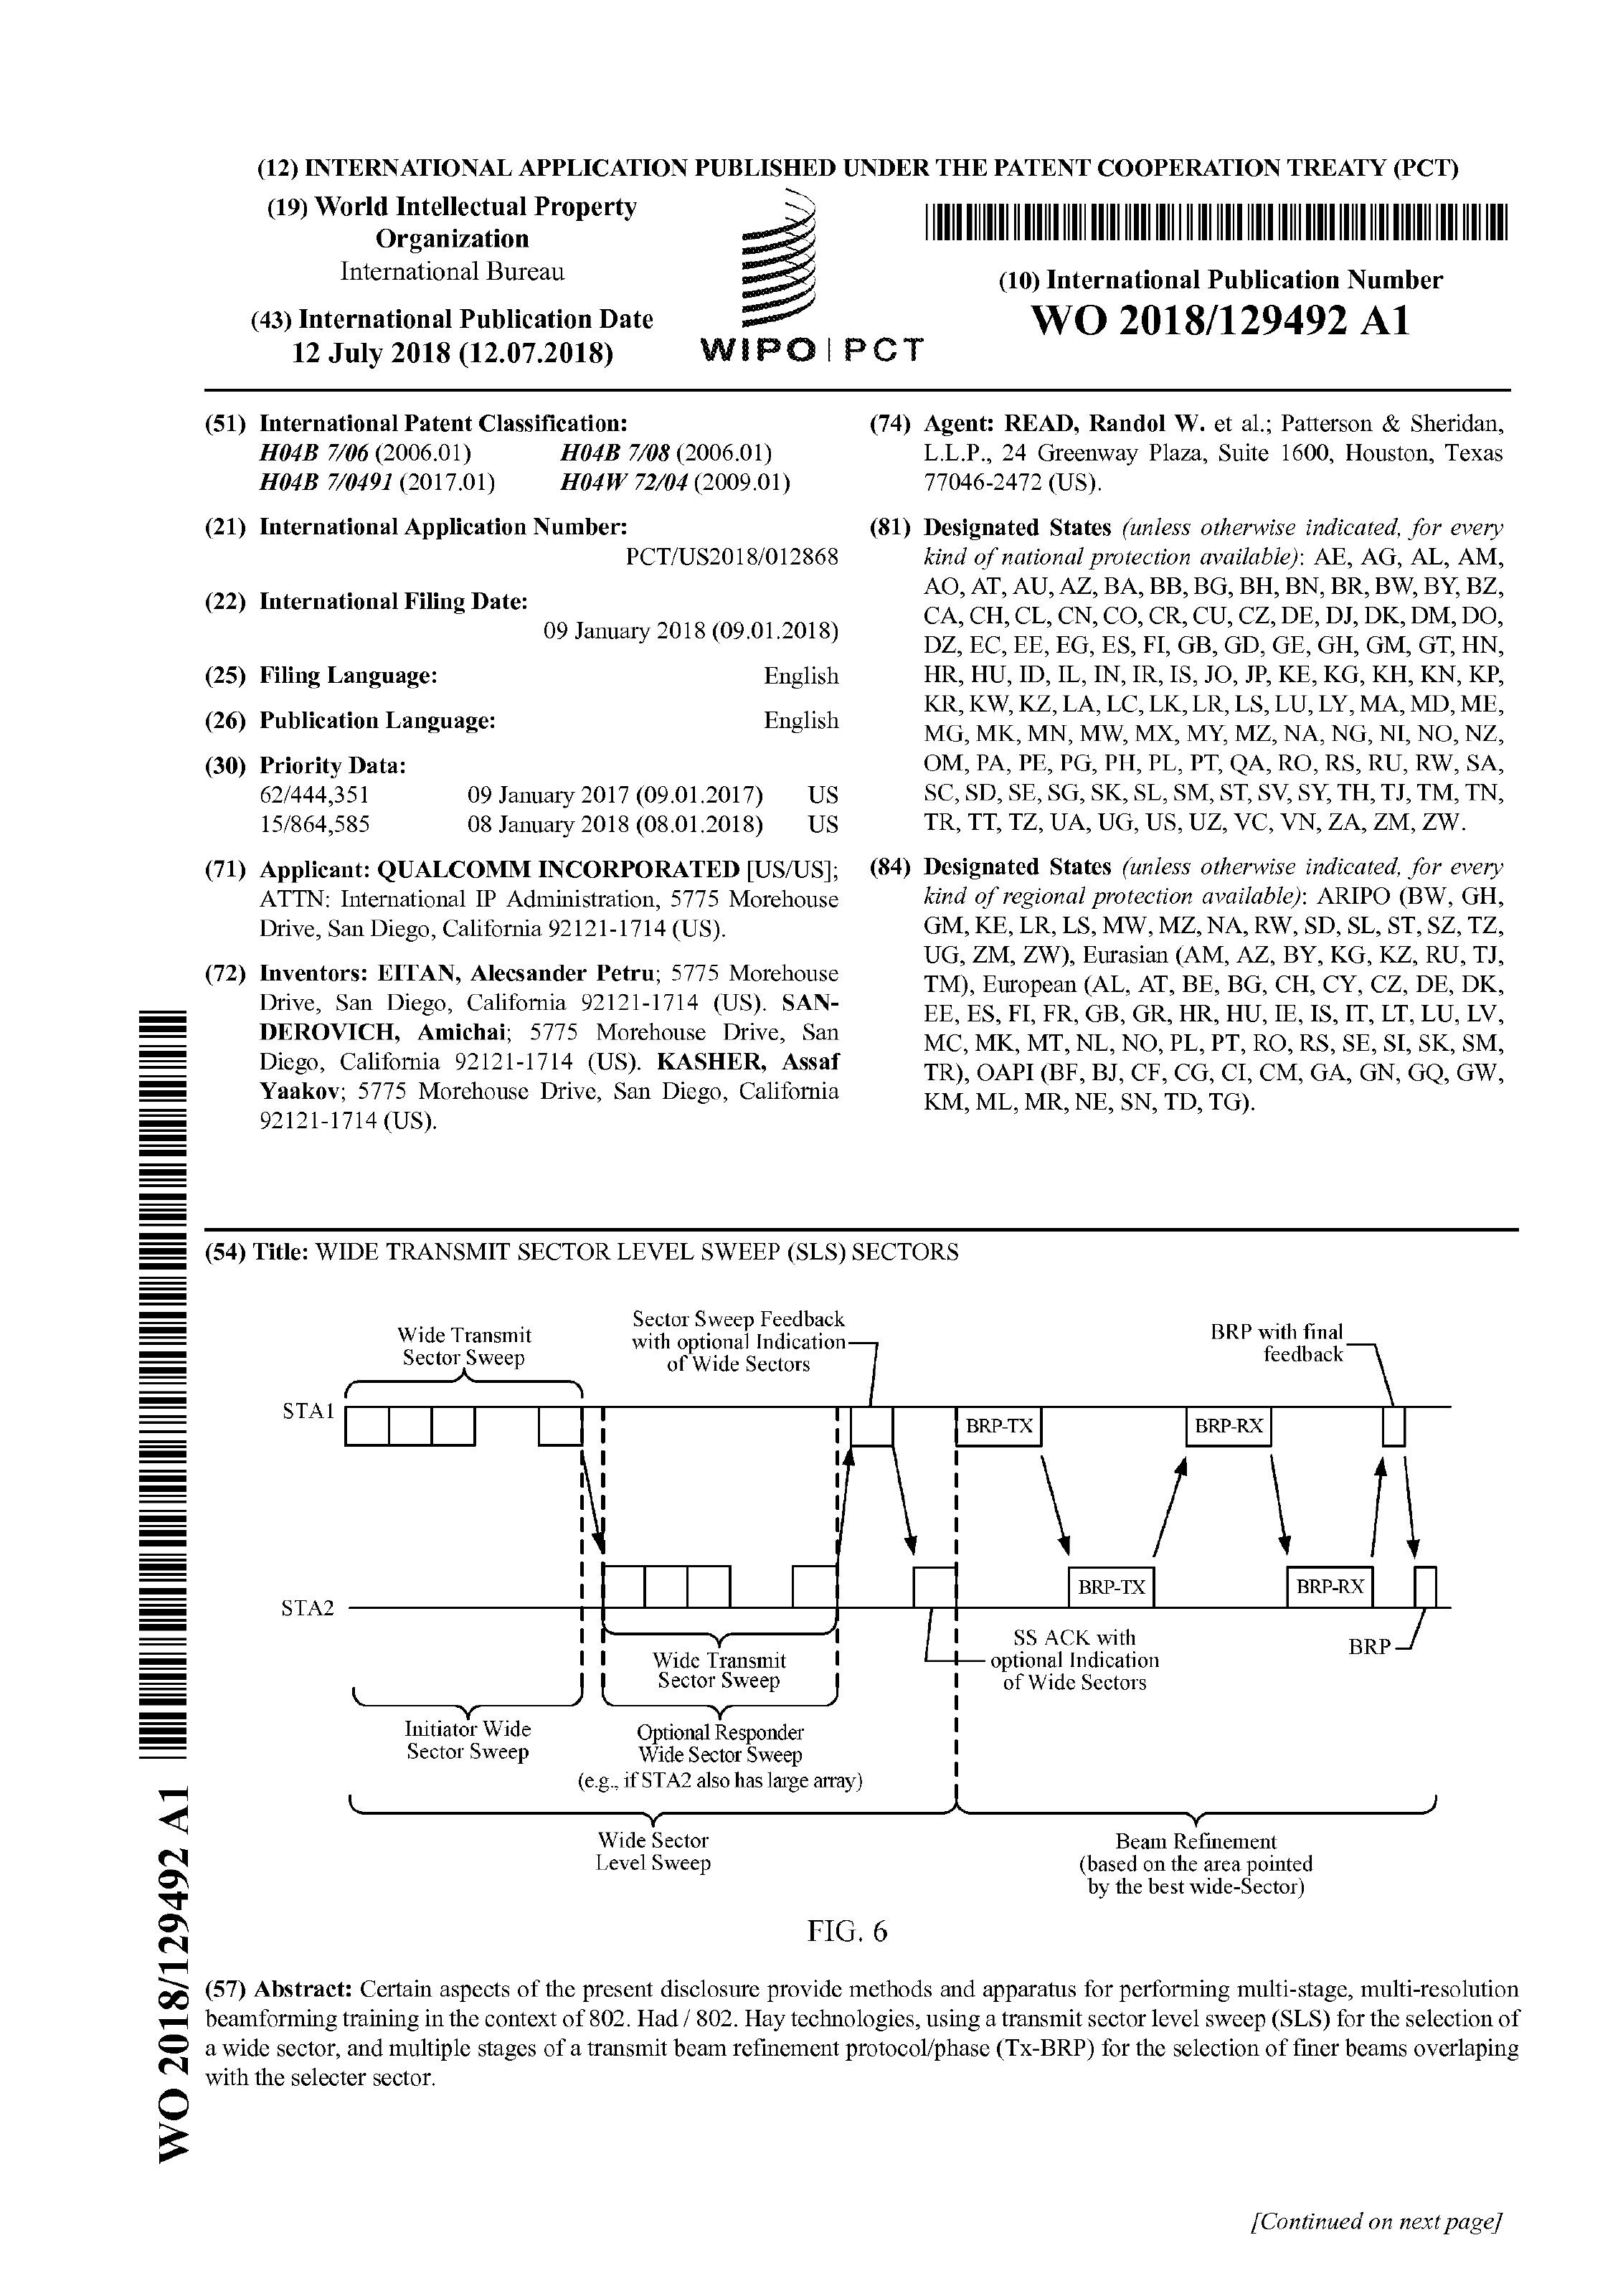 (12) INTERNATIONAL APPLICATION PUBLISHED UNDER THE PATENT COOPERATION TREATY (PCT)
(19) World Intellectual Property
Organization
International Bureau
(43) International Publication Date
12 July 2018 (12.07.2018)
WIPO | PCT
(10) International Publication Number
WO 2018/129492 A1
(51) International Patent Classification:
H04B 7/06 (2006.01) H04B 7/08 (2006.01)
H04B 7/0491 (2017.01) H04W 72/04 (2009.01)
(21) International Application Number:
PCT/US2018/012868
(22) International Filing Date:
09 January 2018 (09.01.2018)
(25) Filing Language: English
(26) Publication Language: English
(30) Priority Data:
62/444,351 09 January 2017 (09.01.2017) US
15/864,585 08 January 2018 (08.01.2018) US
(71) Applicant: QUALCOMM INCORPORATED [US/US];
ATTN: International IP Administration, 5775 Morehouse
Drive, San Diego, California 92121-1714 (US).
(72) Inventors: EITAN, Alecsander Petru; 5775 Morehouse
Drive, San Diego, California 92121-1714 (US). SAN-
DEROVICH, Amichai; 5775 Morehouse Drive, San
Diego, California 92121-1714 (US). KASHER, Assaf
Yaakov; 5775 Morehouse Drive, San Diego, California
92121-1714 (US).
(74) Agent: READ, Randol W. et al.; Patterson & Sheridan,
L.L.P., 24 Greenway Plaza, Suite 1600, Houston, Texas
77046-2472 (US).
(81) Designated States (unless otherwise indicated, for every
kind of national protection available): AE, AG, AL, AM,
AO, AT, AU, AZ, BA, BB, BG, BH, BN, BR, BW, BY, BZ,
CA, CH, CL, CN, CO, CR, CU, CZ, DE, DJ, DK, DM, DO,
DZ, EC, EE, EG, ES, FI, GB, GD, GE, GH, GM, GT, HN,
HR, HU, ID, IL, IN, IR, IS, JO, JP, KE, KG, KH, KN, KP,
KR, KW, KZ, LA, LC, LK, LR, LS, LU, LY, MA, MD, ME,
MG, MK, MN, MW, MX, MY, MZ, NA, NG, NI, NO, NZ,
OM, PA, PE, PG, PH, PL, PT, QA, RO, RS, RU, RW, SA,
SC, SD, SE, SG, SK, SL, SM, ST, SV, SY, TH, TJ, TM, TN,
TR, TT, TZ, UA, UG, US, UZ, VC, VN, ZA, ZM, ZW.
(84) Designated States (unless otherwise indicated, for every
kind of regional protection available): ARIPO (BW, GH,
GM, KE, LR, LS, MW, MZ, NA, RW, SD, SL, ST, SZ, TZ,
UG, ZM, ZW), Eurasian (AM, AZ, BY, KG, KZ, RU, TJ,
TM), European (AL, AT, BE, BG, CH, CY, CZ, DE, DK,
EE, ES, FI, FR, GB, GR, HR, HU, IE, IS, IT, LT, LU, LV,
MC, MK, MT, NL, NO, PL, PT, RO, RS, SE, SI, SK, SM,
TR), OAPI (BF, BJ, CF, CG, CI, CM, GA, GN, GQ, GW,
KM, ML, MR, NE, SN, TD, TG).
(54) Title: WIDE TRANSMIT SECTOR LEVEL SWEEP (SLS) SECTORS
Wide Transmit
Sector Sweep
Sector Sweep Feedback
with optional Indication
of Wide Sectors
BRP with final
feedback
STA1
BRP-TX
BRP-RX
BRP-TX
BRP-RX
STA2
Wide Transmit
Sector Sweep
SS ACK with
optional Indication
of Wide Sectors
BRP
Initiator Wide
Sector Sweep
Optional Responder
Wide Sector Sweep
(e.g., if STA2 also has large array)
Wide Sector
Level Sweep
Beam Refinement
(based on the area pointed
by the best wide-Sector)
FIG. 6
(57) Abstract: Certain aspects of the present disclosure provide methods and apparatus for performing multi-stage, multi-resolution
beamforming training in the context of 802. Had / 802. Hay technologies, using a transmit sector level sweep (SLS) for the selection of
a wide sector, and multiple stages of a transmit beam refinement protocol/phase (Tx-BRP) for the selection of finer beams overlaping
with the selecter sector.
WO 2018/129492 A1
[Continued on next page]